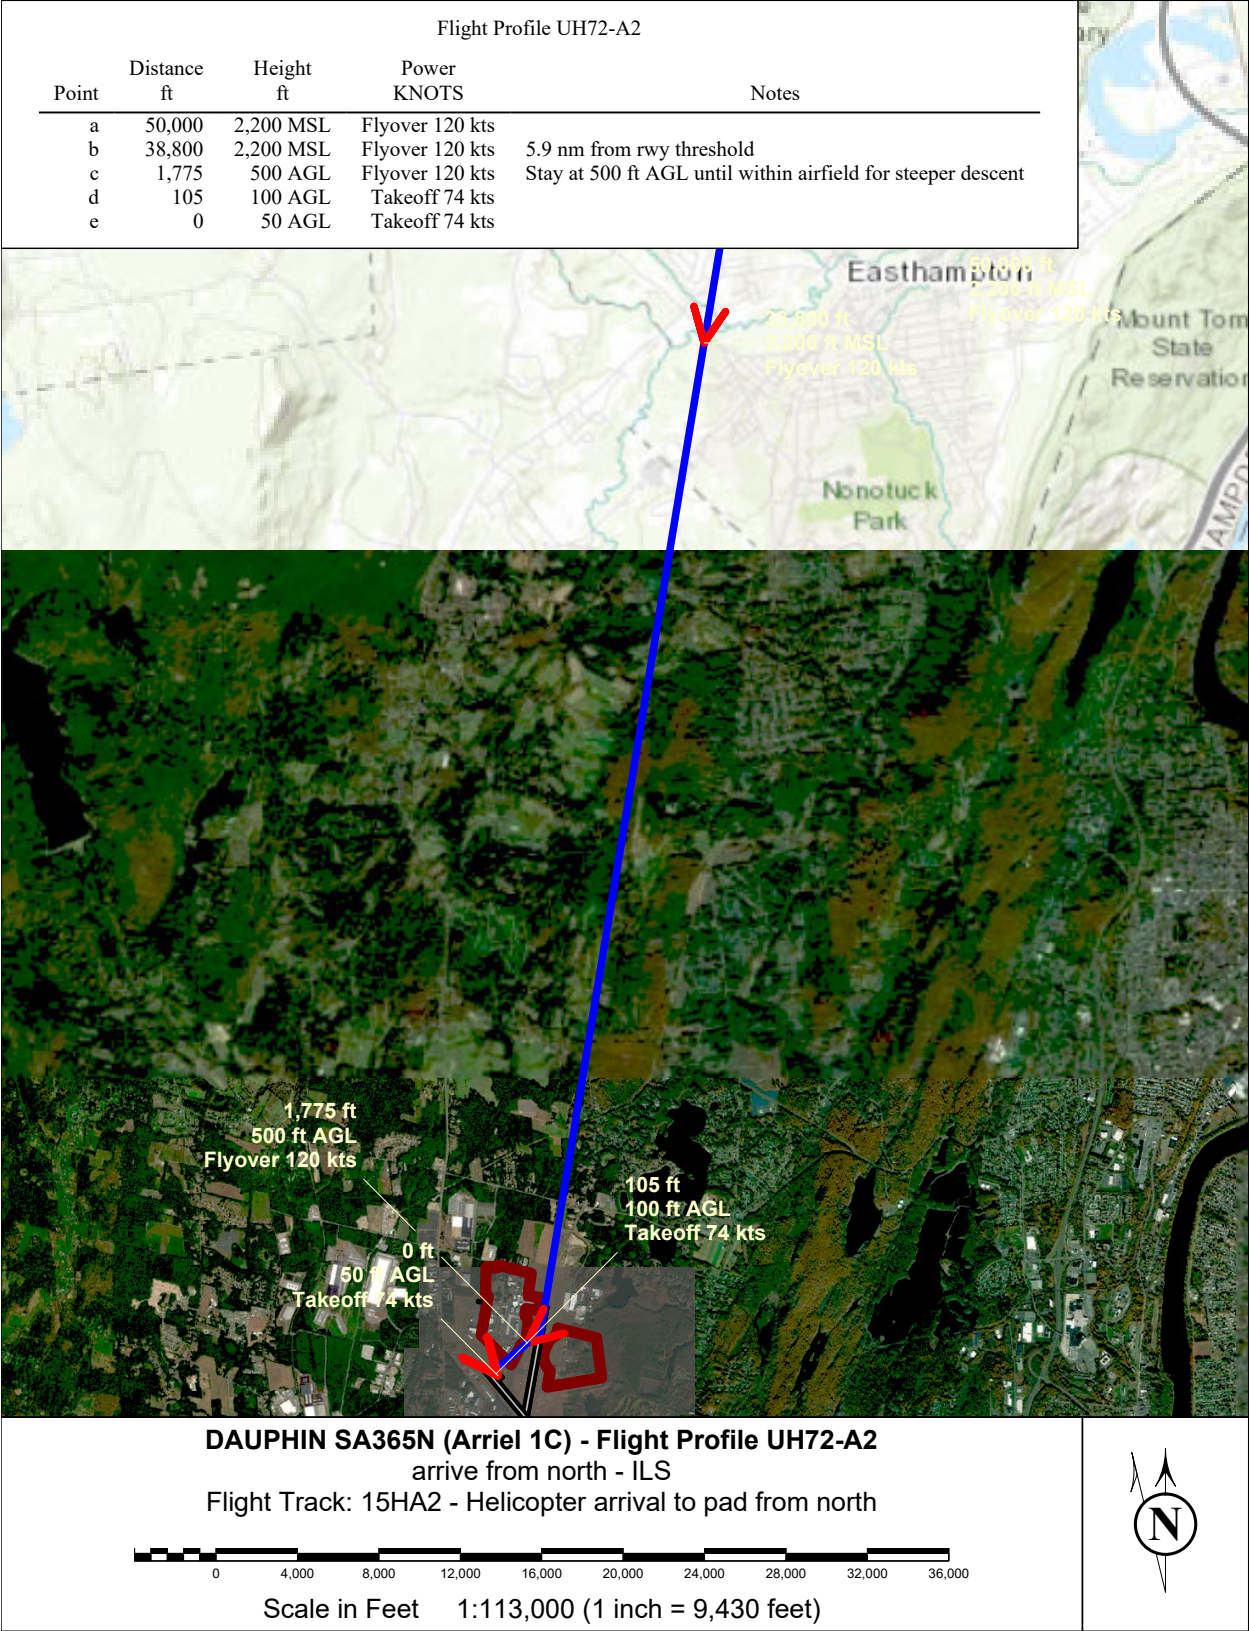 Flight Profile UH72-A2
Distance Height Power
Point ft ft KNOTS Notes
a 50,000 2,200 MSL Flyover 120 kts
b 38,800 2,200 MSL Flyover 120 kts 5.9 nm from rwy threshold
c 1,775 500 AGL Flyover 120 kts Stay at 500 ft AGL until within airfield for steeper descent
d 105 100 AGL Takeoff 74 kts
e 0 50 AGL Takeoff 74 kts
Easthampton
50,000 ft
2,200 ft MSL
Flyover 120 kts
Mount Tom
State
Reservation
38,800 ft
2,200 ft MSL
Flyover 120 kts
Nonotuck
Park
1,775 ft
500 ft AGL
Flyover 120 kts
105 ft
100 ft AGL
Takeoff 74 kts
0 ft
50 ft AGL
Takeoff 74 kts
DAUPHIN SA365N (Arriel 1C) - Flight Profile UH72-A2
arrive from north - ILS
Flight Track: 15HA2 - Helicopter arrival to pad from north
0 4,000 8,000 12,000 16,000 20,000 24,000 28,000 32,000 36,000
Scale in Feet 1:113,000 (1 inch = 9,430 feet)
N